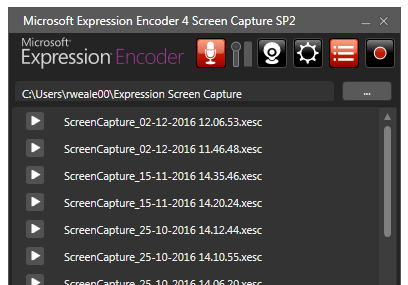 Microsoft Expression Encoder 4 Screen Capture SP2
Microsoft®
Expression Encoder
C:\Users\rweale00\Expression Screen Capture
...
ScreenCapture_02-12-2016 12.06.53.xesc
ScreenCapture_02-12-2016 11.46.48.xesc
ScreenCapture_15-11-2016 14.35.46.xesc
ScreenCapture_15-11-2016 14.20.24.xesc
ScreenCapture_25-10-2016 14.12.44.xesc
ScreenCapture_25-10-2016 14.10.55.xesc
ScreenCapture_25-10-2016 14.06.20.xesc